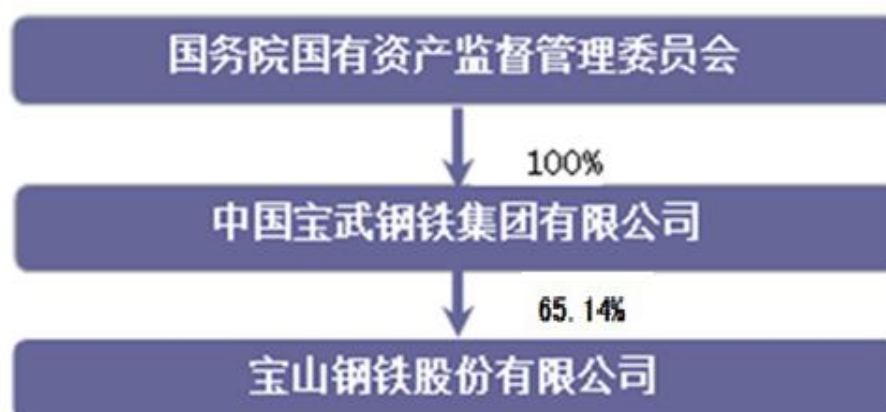 国务院国有资产监督管理委员会
100%
中国宝武钢铁集团有限公司
65.14%
宝山钢铁股份有限公司